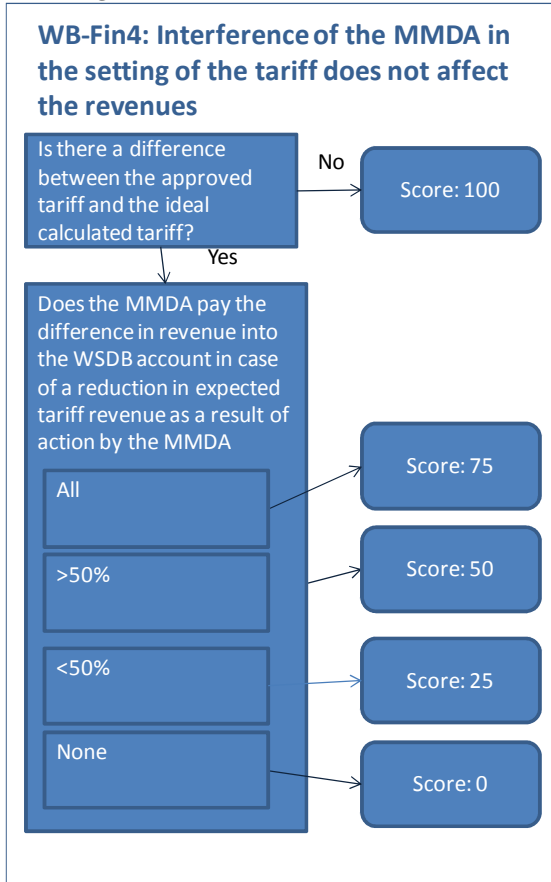 WB-Fin4: Interference of the MMDA in
the setting of the tariff does not affect
the revenues
Is there a difference
between the approved
tariff and the ideal
calculated tariff?
No
Score: 100
Yes
Does the MMDA pay the
difference in revenue into
the WSDB account in case
of a reduction in expected
tariff revenue as a result of
action by the MMDA
All
Score: 75
>50%
Score: 50
<50%
Score: 25
None
Score: 0